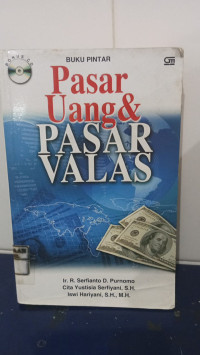 BUKU PINTAR
Pasar
Uang &
PASAR
VALAS
Ir. R. Serfianto D. Purnomo
Cita Yustisia Serfiyani, S.H.
Iswi Hariyani, S.H., M.H.